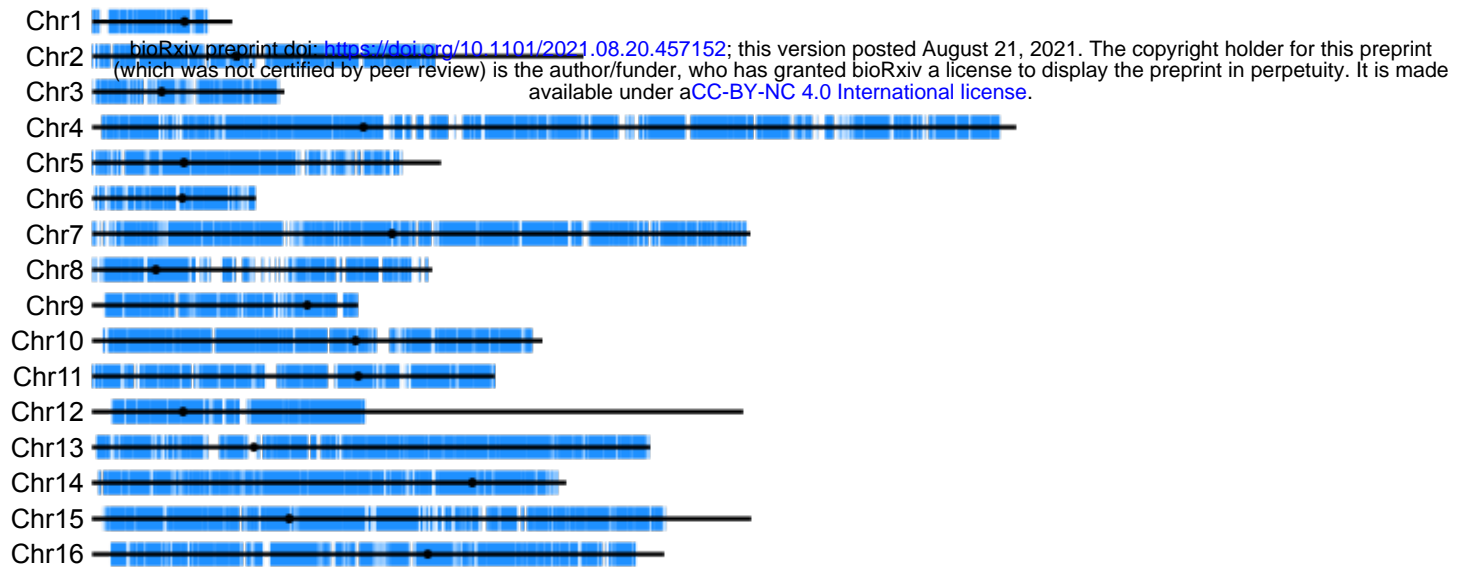 Chr1
Chr2
bioRxiv preprint doi: https://doi.org/10.1101/2021.08.20.457152; this version posted August 21, 2021. The copyright holder for this preprint
(which was not certified by peer review) is the author/funder, who has granted bioRxiv a license to display the preprint in perpetuity. It is made
Chr3
available under aCC-BY-NC 4.0 International license.
Chr4
Chr5
Chr6
Chr7
Chr8
Chr9
Chr10
Chr11
Chr12
Chr13
Chr14
Chr15
Chr16